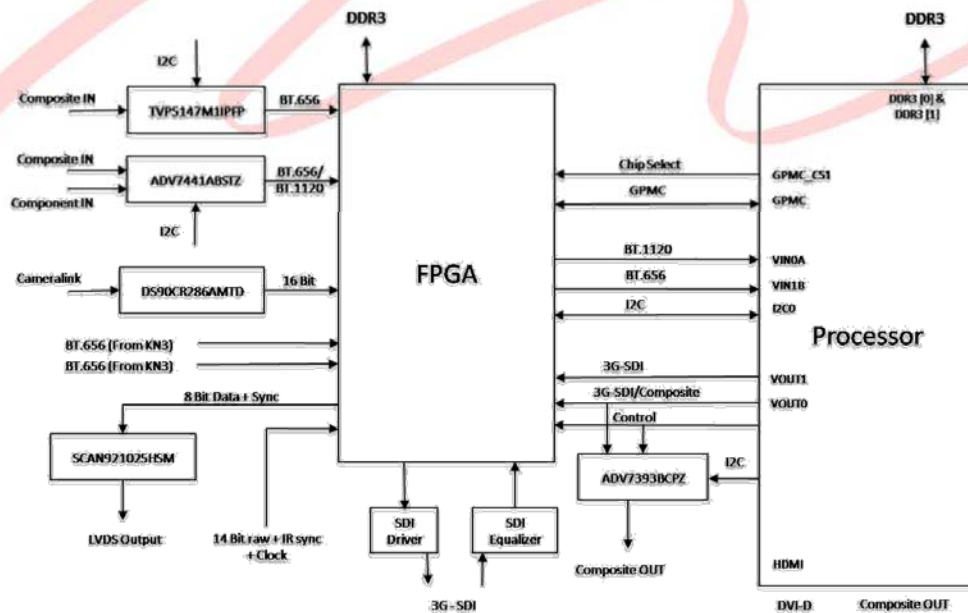 DDR3
DDR3
I2C
Composite IN
TVP5147M1IPFP
BT.656
DDR3 [0] &
DDR3 [1]
Composite IN
ADV7441ABSTZ
BT.656/
BT.1120
Component IN
I2C
Chip Select
GPMC_CS1
GPMC
GPMC
FPGA
BT.1120
VIN0A
Cameralink
DS90CR286AMTD
16 Bit
BT.656
VIN1B
I2C
I2C0
Processor
BT.656 (From KN3)
BT.656 (From KN3)
3G-SDI
VOUT1
8 Bit Data + Sync
3G-SDI/Composite
VOUT0
Control
SCAN921025HSM
ADV7393BCPZ
I2C
LVDS Output
14 Bit raw + IR sync
+ Clock
SDI
Driver
SDI
Equalizer
Composite OUT
HDMI
3G - SDI
DVI-D
Composite OUT